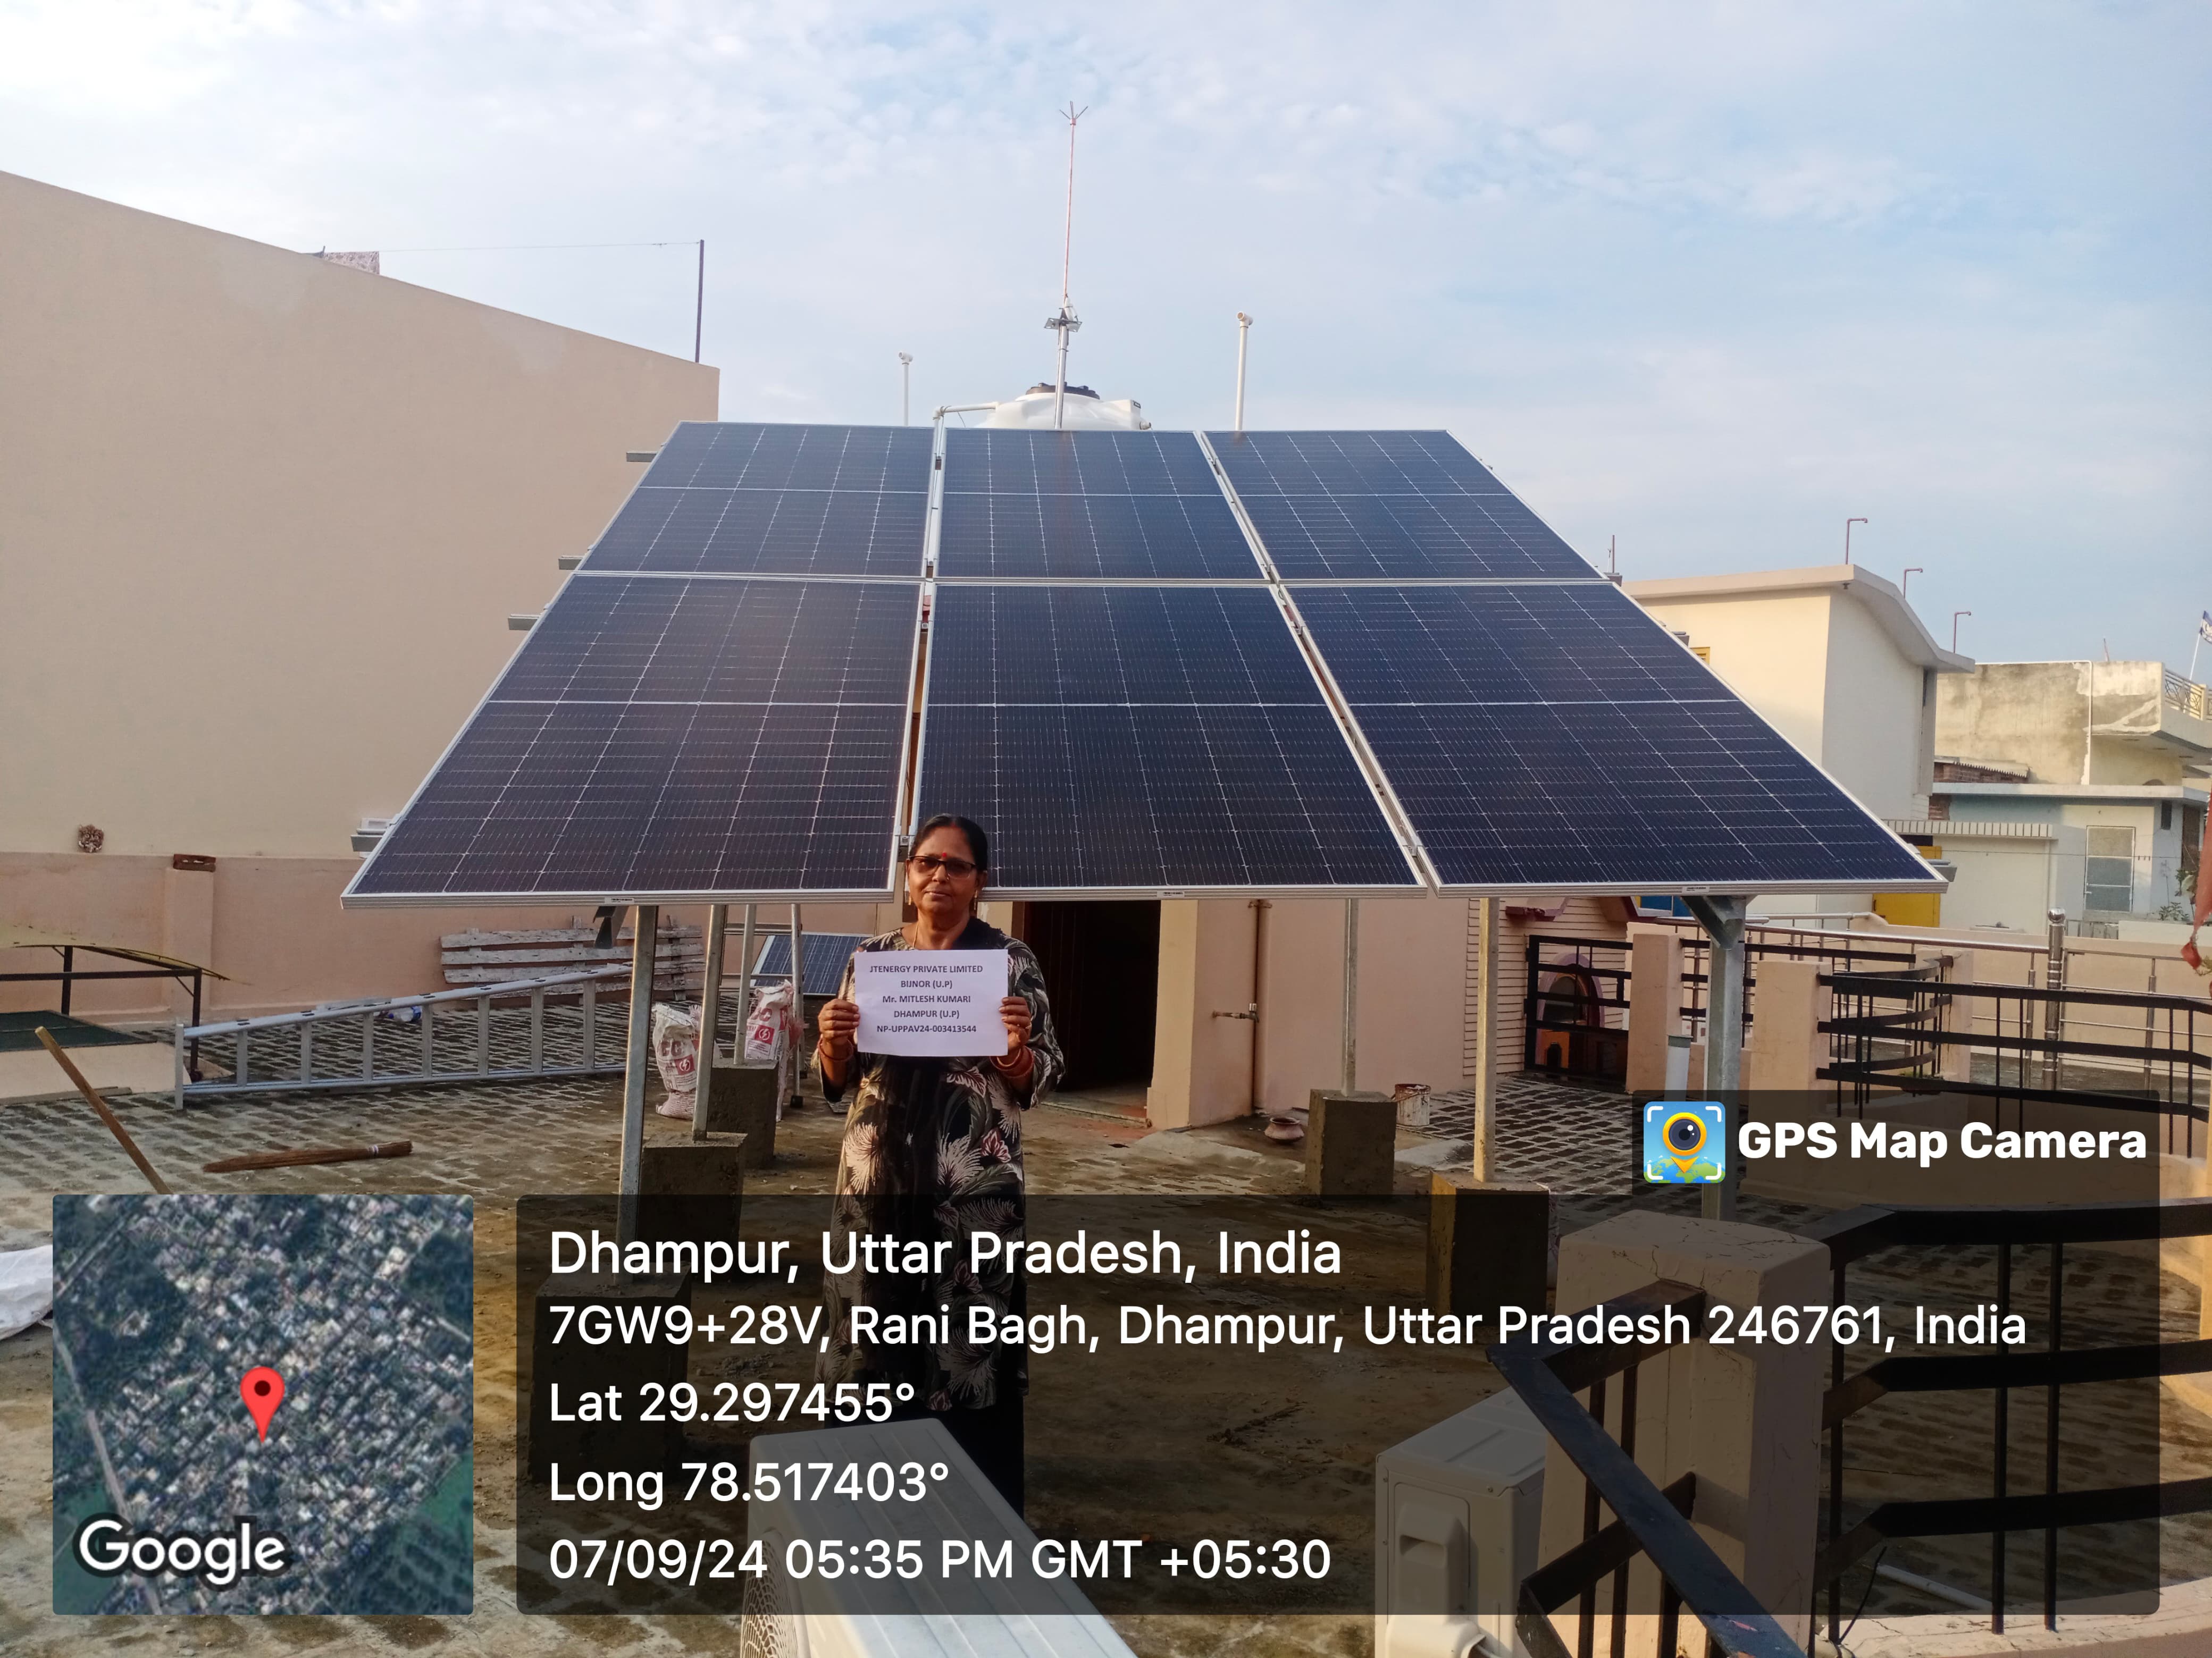 JTENERGY PRIVATE LIMITED
BIJNOR (U.P)
Mr. MITLESH KUMARI
DHAMPUR (U.P)
NP-UPPAV24-003413544
GPS Map Camera
Dhampur, Uttar Pradesh, India
7GW9+28V, Rani Bagh, Dhampur, Uttar Pradesh 246761, India
Lat 29.297455°
Long 78.517403°
07/09/24 05:35 PM GMT +05:30
Google